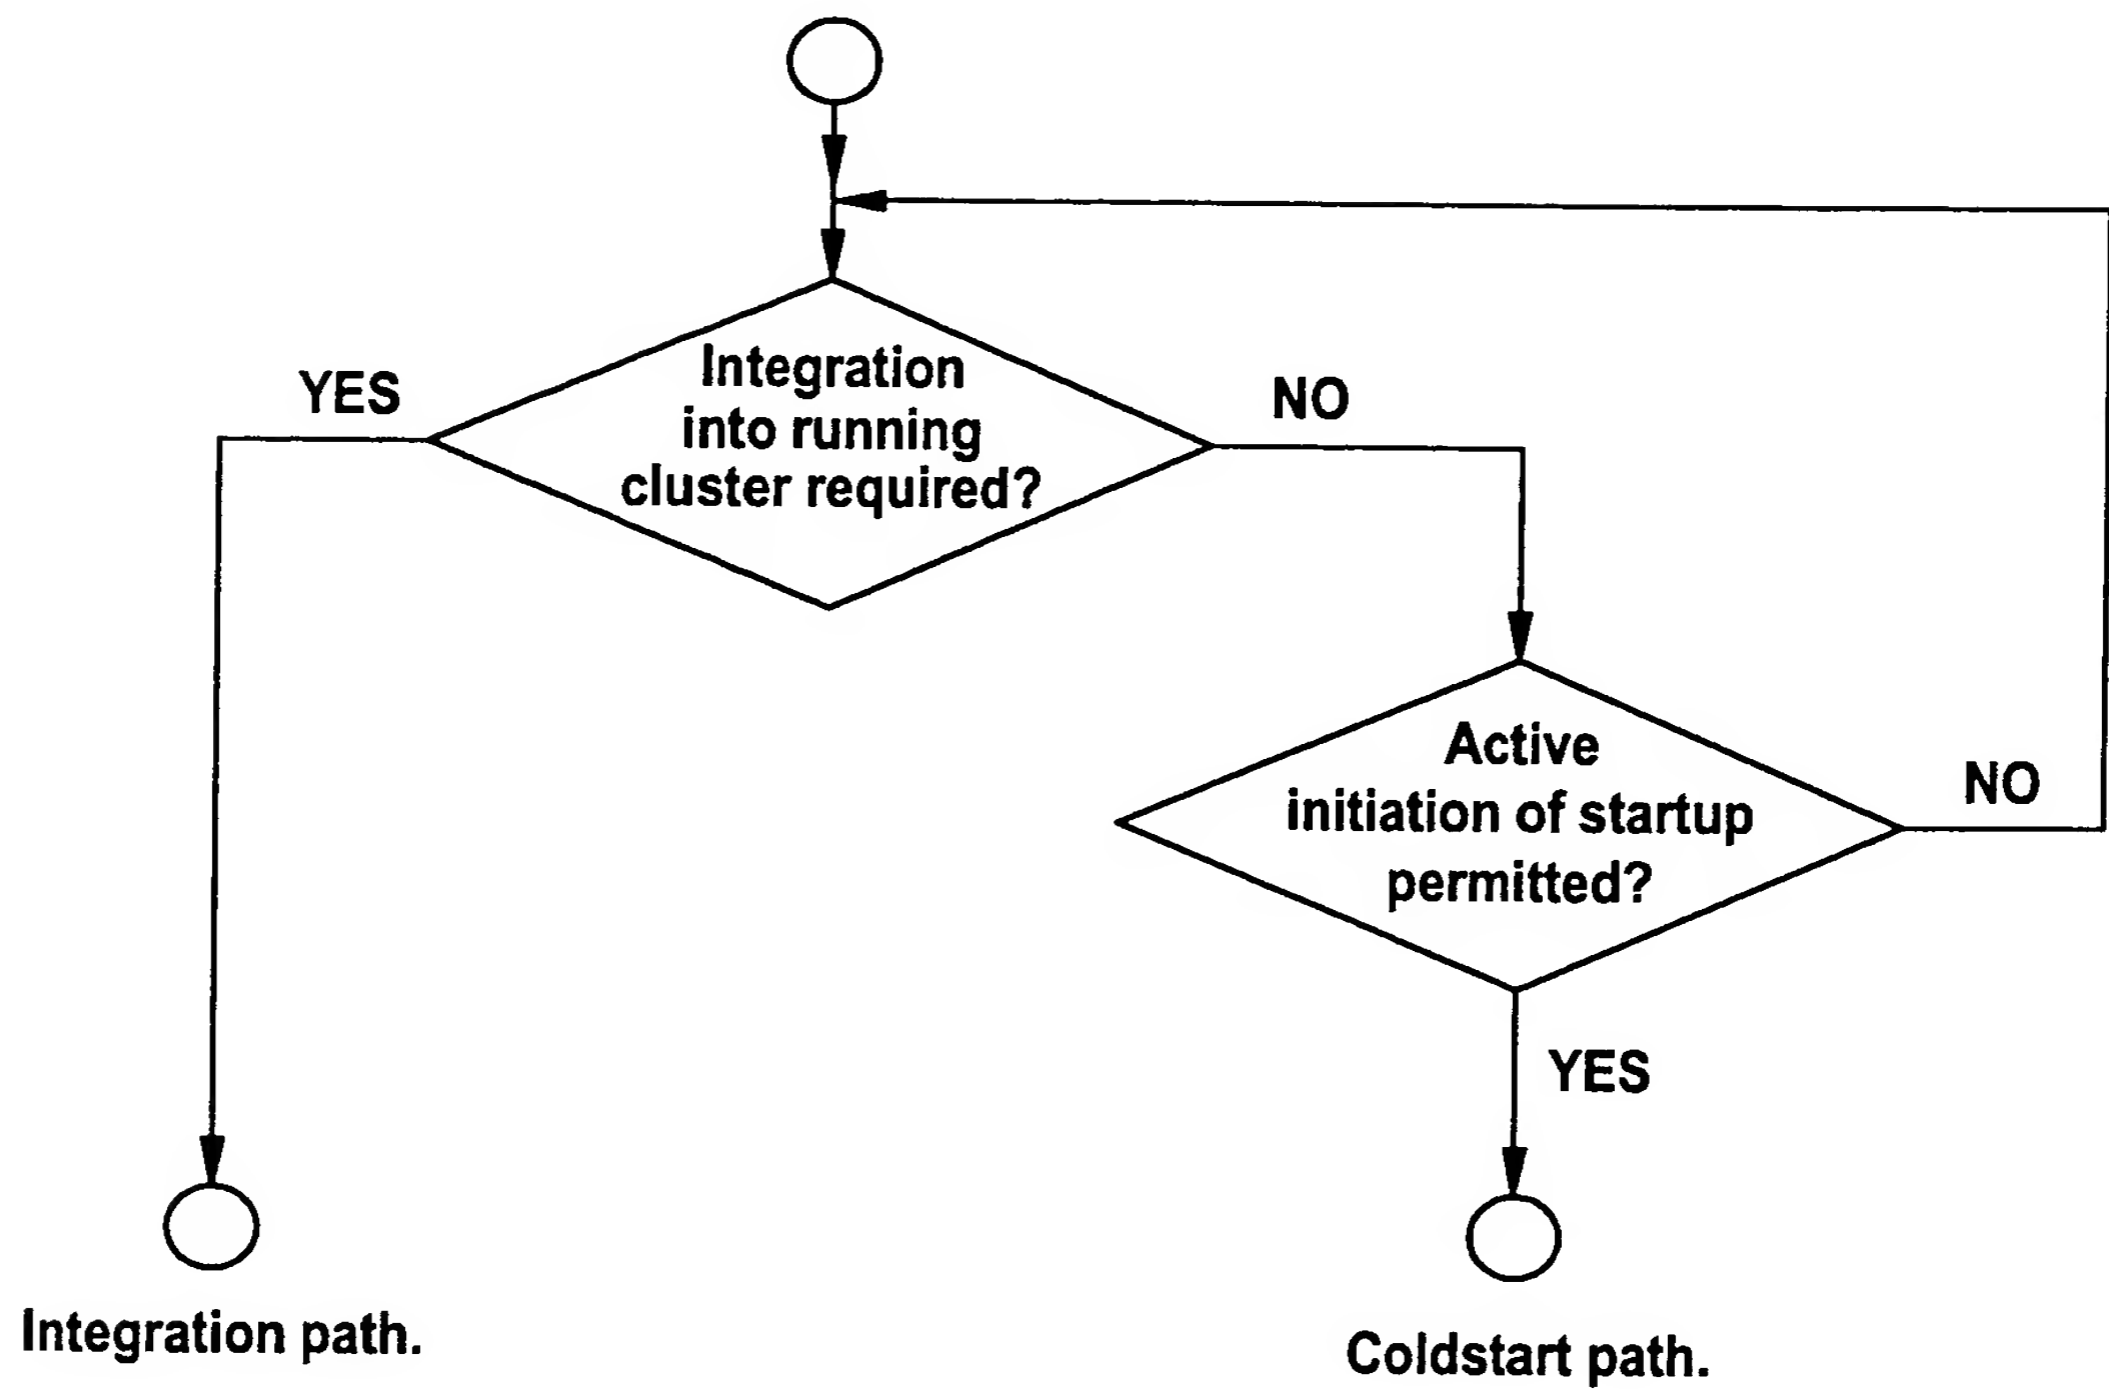 YES
Integration
into running
cluster required?
NO
Active
initiation of startup
permitted?
NO
YES
Integration path.
Coldstart path.